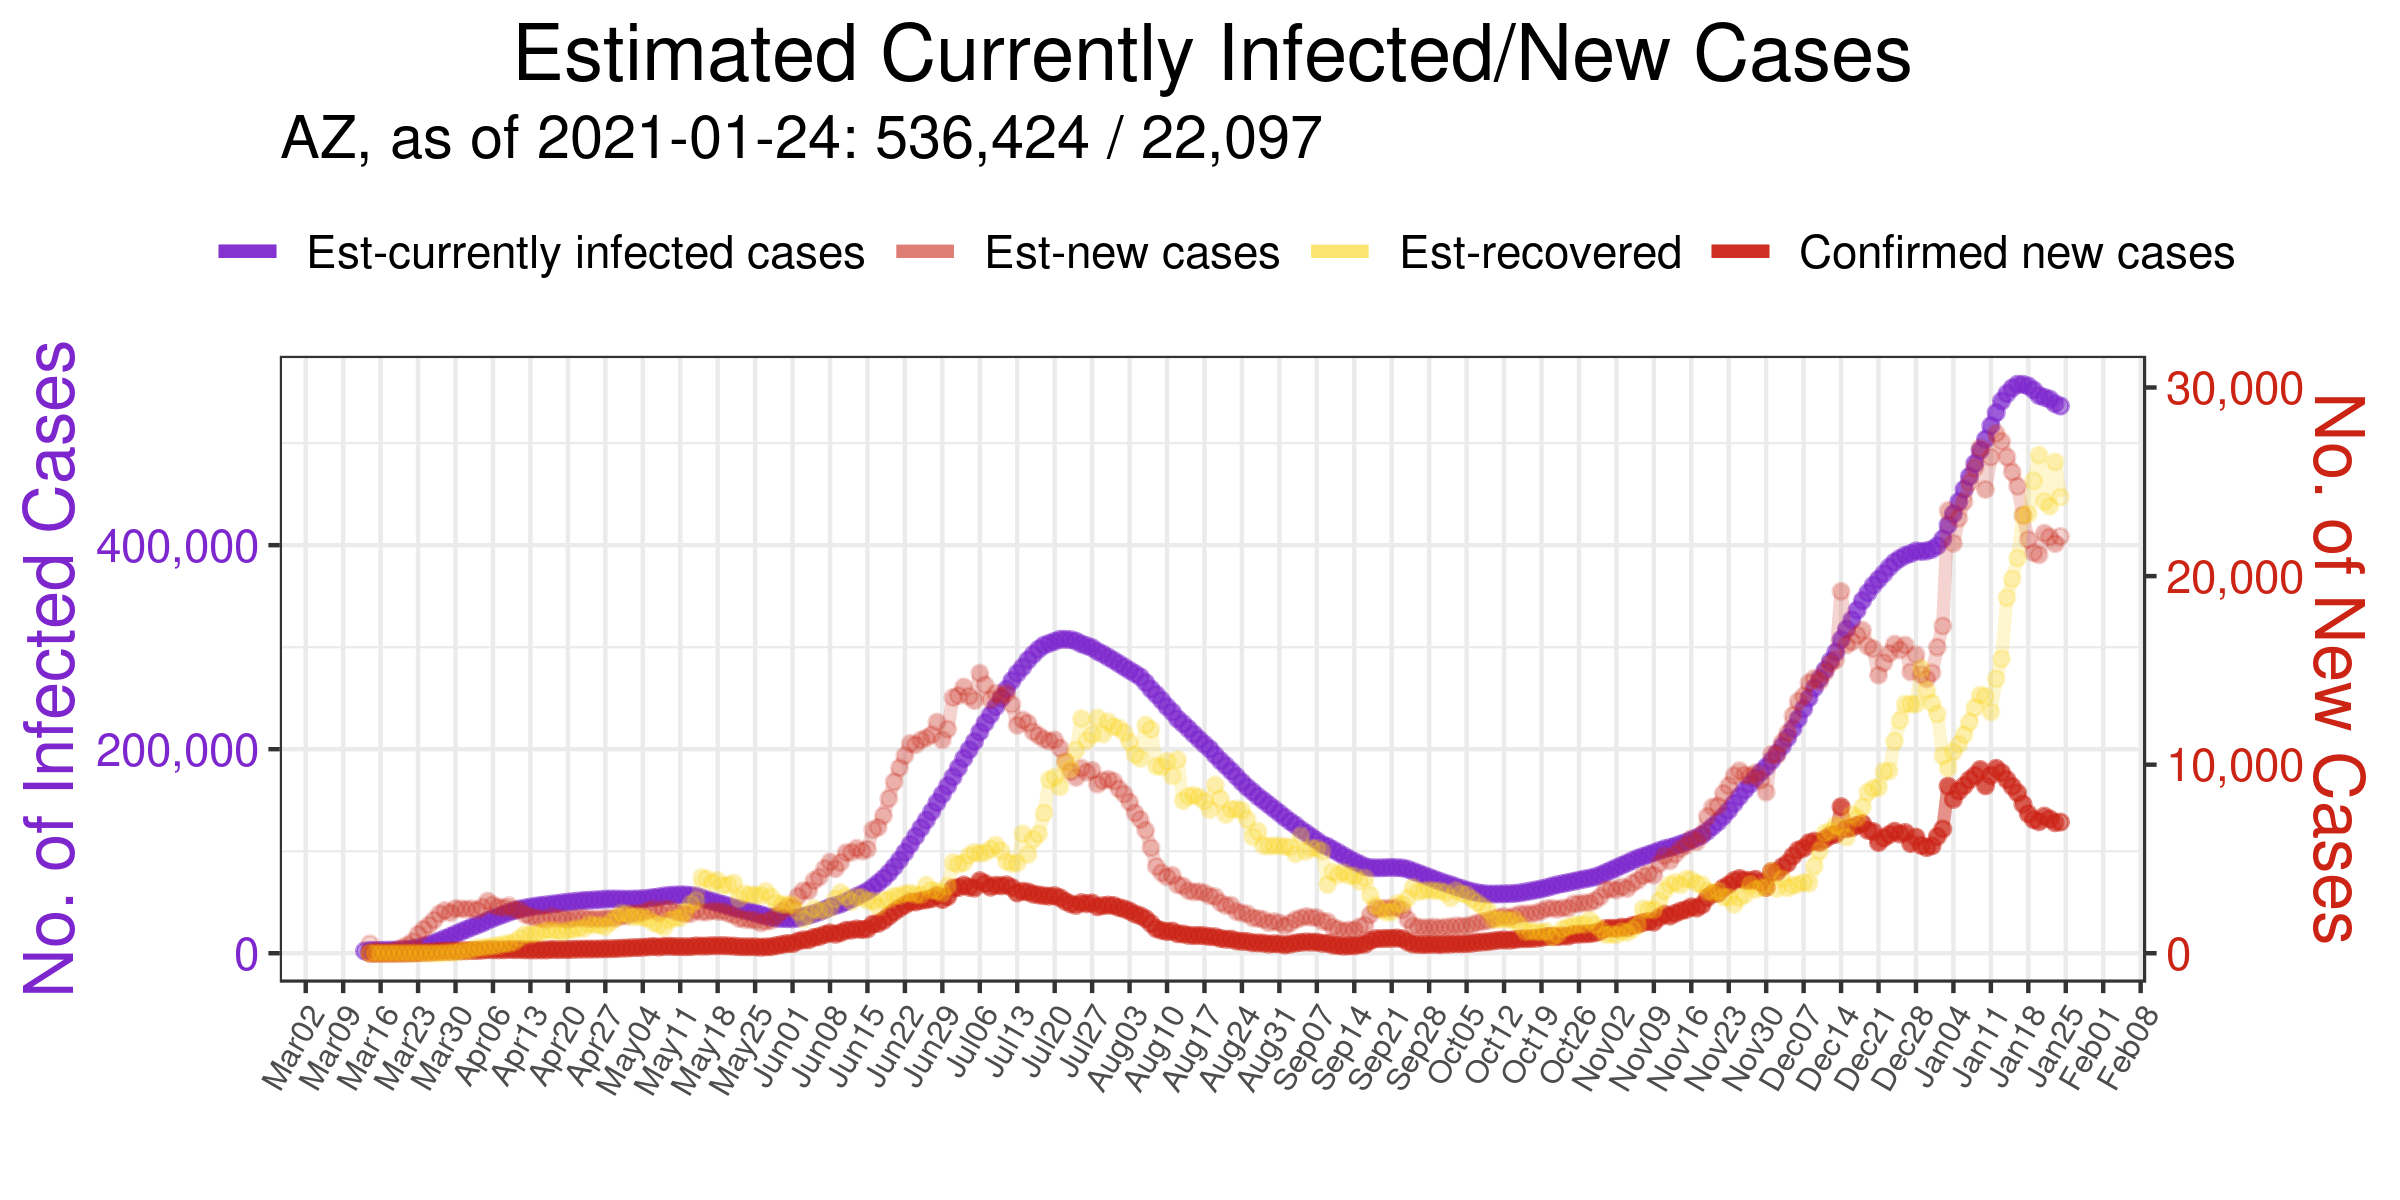 Estimated Currently Infected/New Cases
AZ, as of 2021-01-24: 536,424 / 22,097
Est-currently infected cases
Est-new cases
Est-recovered
Confirmed new cases
No. of Infected Cases
400,000
200,000
0
30,000
20,000
10,000
0
No. of New Cases
Mar02
Mar09
Mar16
Mar23
Mar30
Apr06
Apr13
Apr20
Apr27
May04
May11
May18
May25
Jun01
Jun08
Jun15
Jun22
Jun29
Jul06
Jul13
Jul20
Jul27
Aug03
Aug10
Aug17
Aug24
Aug31
Sep07
Sep14
Sep21
Sep28
Oct05
Oct12
Oct19
Oct26
Nov02
Nov09
Nov16
Nov23
Nov30
Dec07
Dec14
Dec21
Dec28
Jan04
Jan11
Jan18
Jan25
Feb01
Feb08